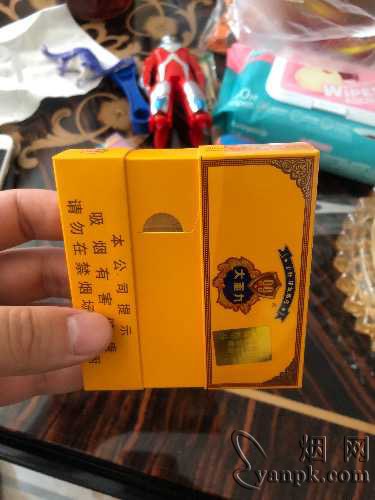 本公司提示
吸烟有害
请勿在禁烟场
大重九
WiPES
烟网
yanpk.com